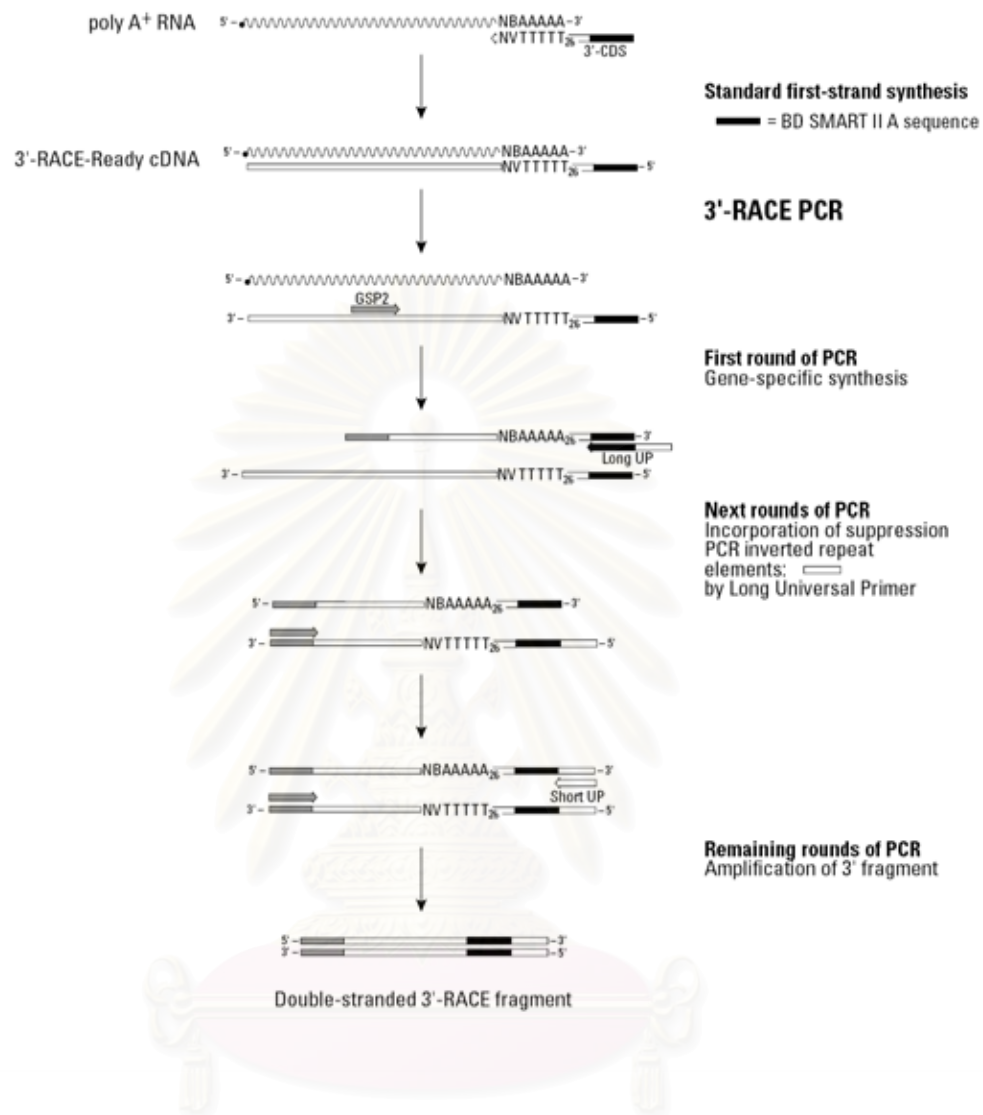 poly A+ RNA
5'- NBAAAAA-3'
NVTTTTT26
3'-CDS
Standard first-strand synthesis
= BD SMART II A sequence
3'-RACE-Ready cDNA
5'- NBAAAAA-3'
NVTTTTT26 -5'
3'-RACE PCR
5'- NBAAAAA-3'
GSP2
3'- NVTTTTT26 -5'
First round of PCR
Gene-specific synthesis
NBAAAAA26 -3'
Long UP
3'- NVTTTTT26 -5'
Next rounds of PCR
Incorporation of suppression
PCR inverted repeat
elements:
by Long Universal Primer
5'- NBAAAAA26 -3'
3'- NVTTTTT26 -5'
5'- NBAAAAA26 -3'
Short UP
3'- NVTTTTT26 -5'
Remaining rounds of PCR
Amplification of 3' fragment
5'- -3'
3'- -5'
Double-stranded 3'-RACE fragment